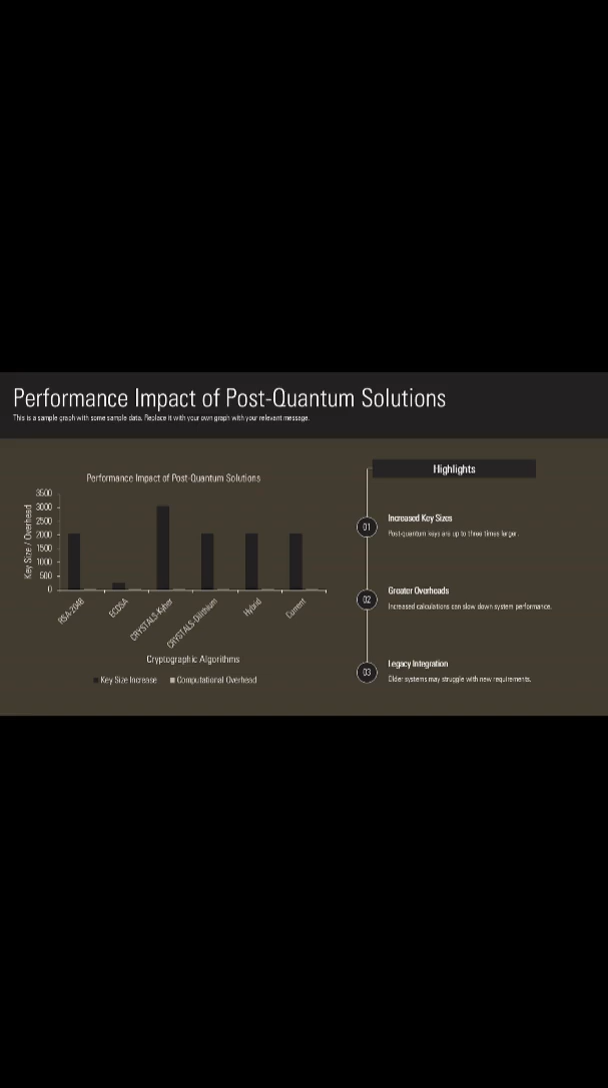 Performance Impact of Post-Quantum Solutions
This is a sample graph with some sample data. Replace it with your own graph with your relevant message.
Performance Impact of Post-Quantum Solutions
Key Size / Overhead
3500
3000
2500
2000
1500
1000
500
0
RSA-2048
ECDSA
CRYSTALS-Kyber
CRYSTALS-Dilithium
Hybrid
Current
Cryptographic Algorithms
Key Size Increase
Computational Overhead
Highlights
01
Increased Key Sizes
Post-quantum keys are up to three times larger.
02
Greater Overheads
Increased calculations can slow down system performance.
03
Legacy Integration
Older systems may struggle with new requirements.